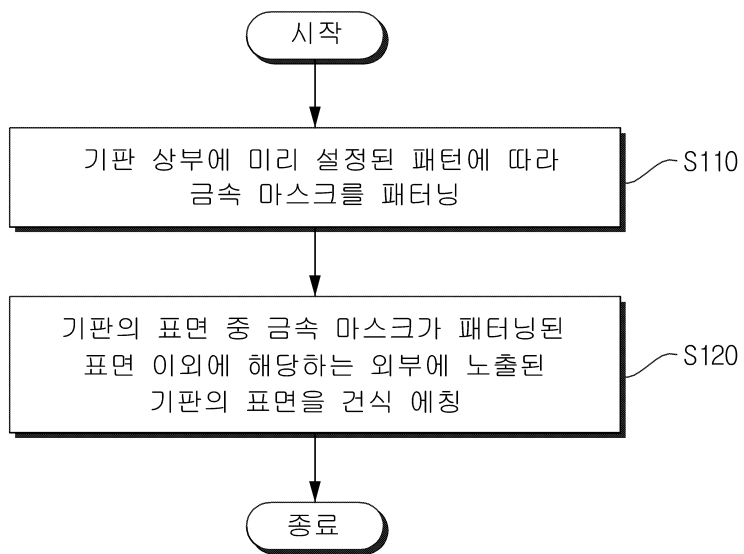 시작
기판 상부에 미리 설정된 패턴에 따라
금속 마스크를 패터닝
S110
기판의 표면 중 금속 마스크가 패터닝된
표면 이외에 해당하는 외부에 노출된
기판의 표면을 건식 에칭
S120
종료